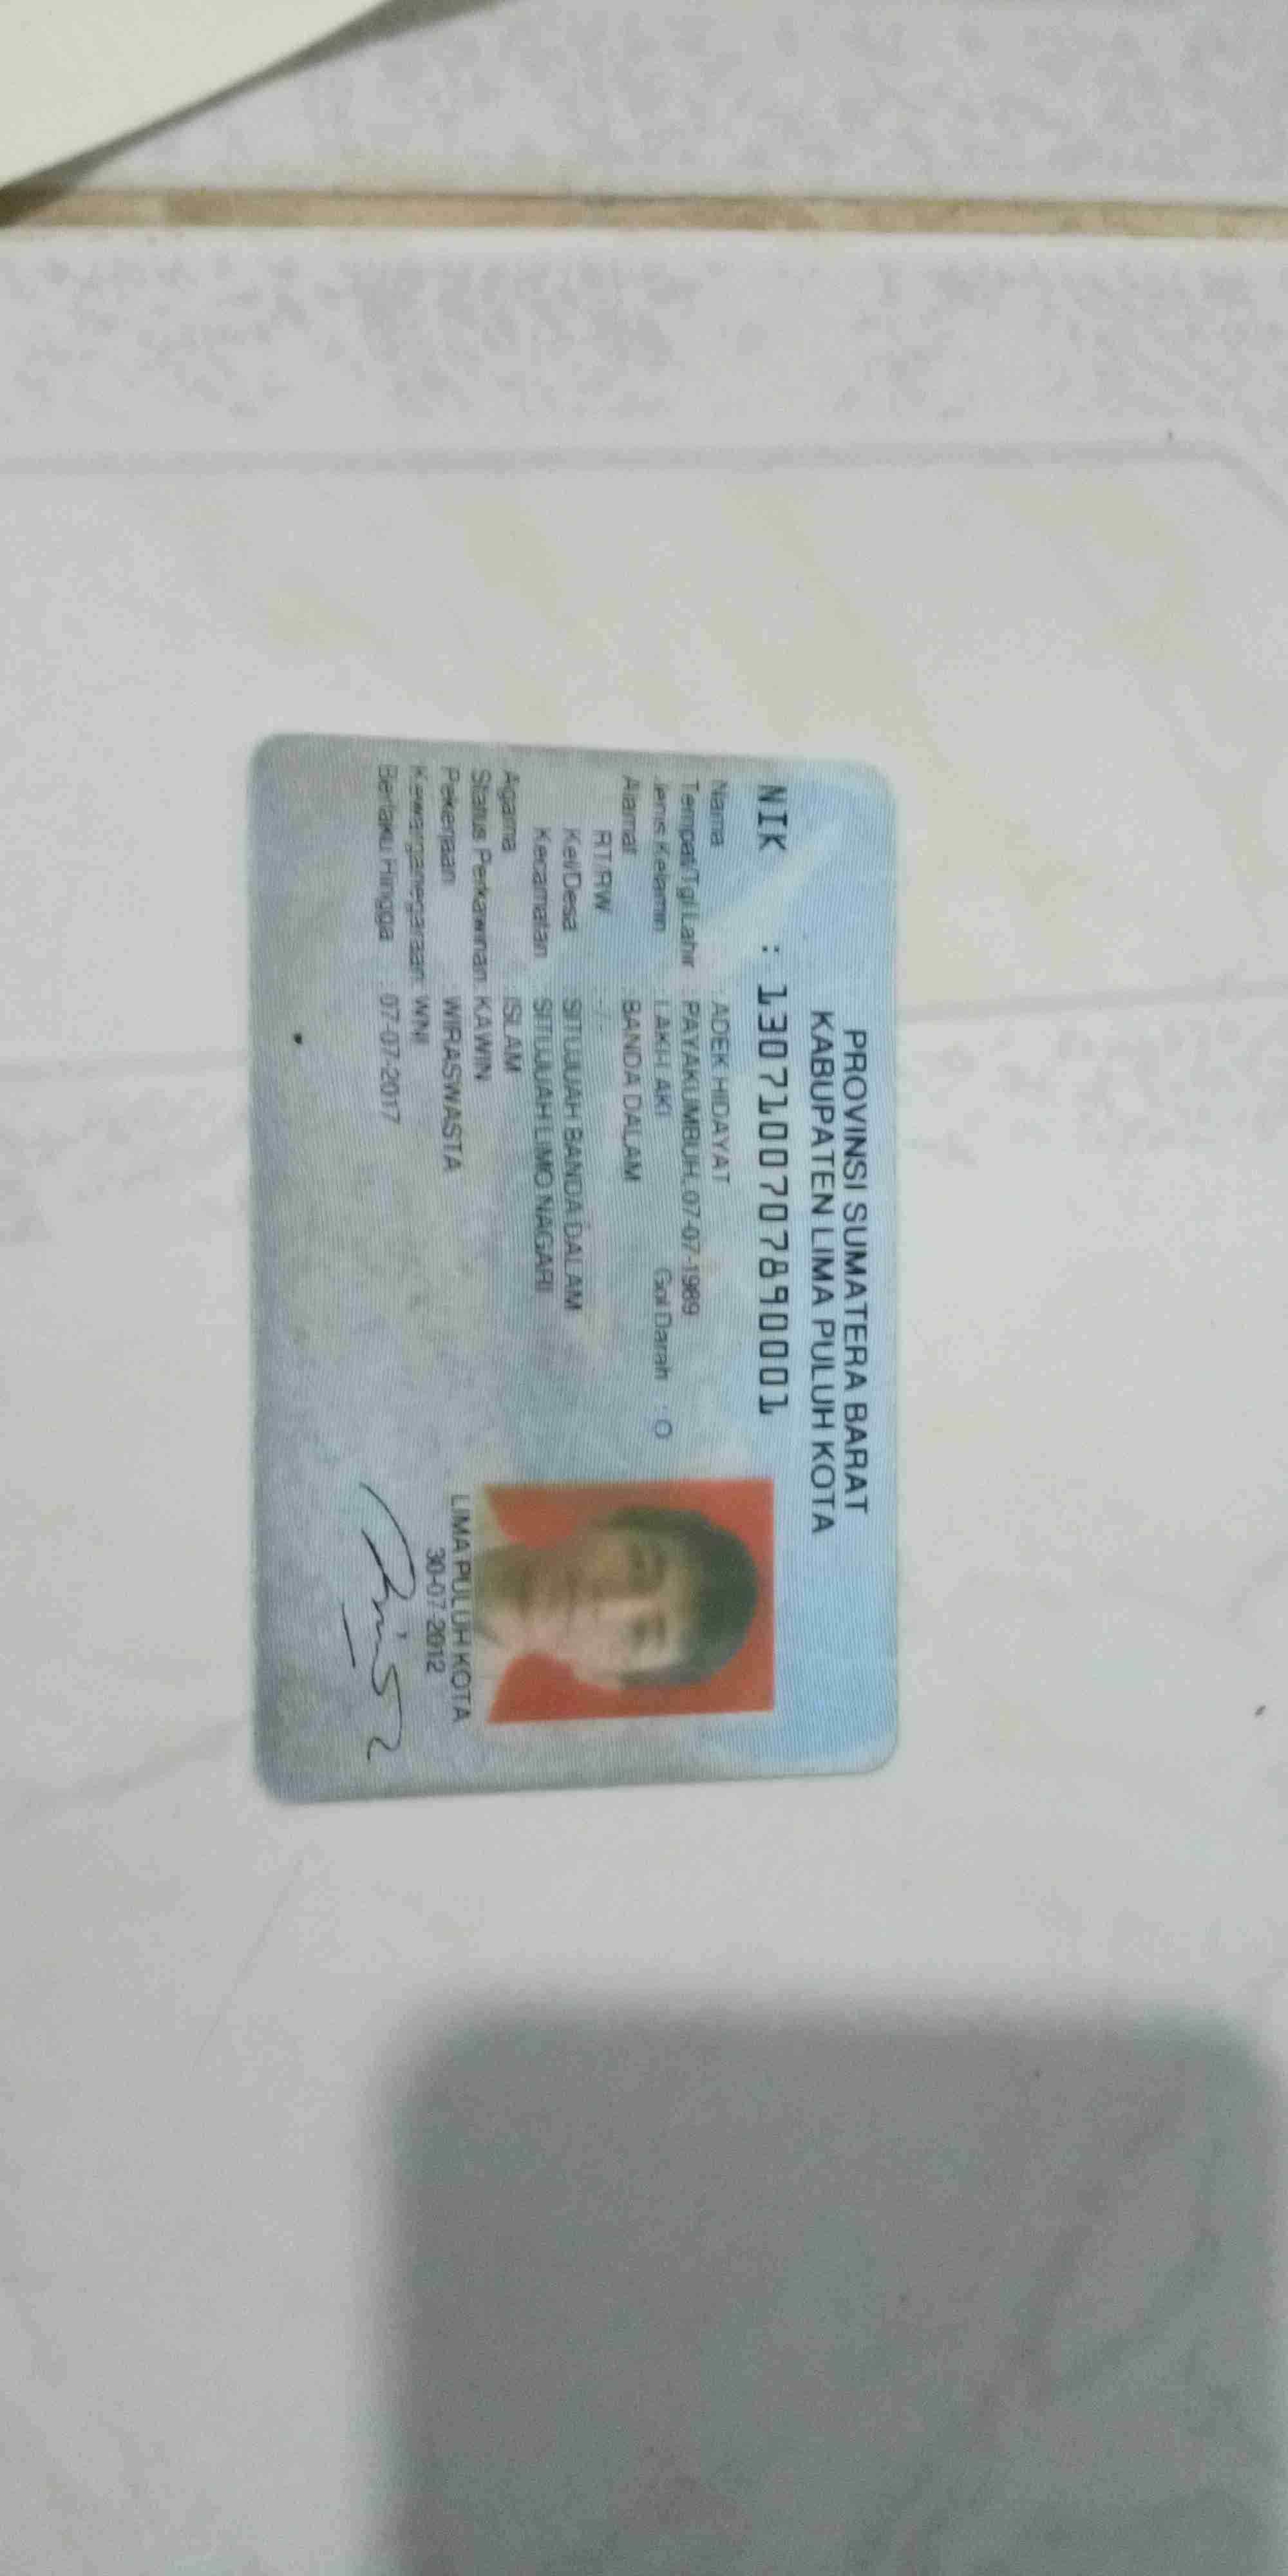 PROVINSI SUMATERA BARAT
KABUPATEN LIMA PULUH KOTA
NIK : 1307100707890001
Nama : ADEK HIDAYAT
Tempat/Tgl Lahir : PAYAKUMBUH, 07-07-1989
Jenis Kelamin : LAKI-LAKI Gol Darah : O
Alamat : BANDA DALAM
RT/RW : -/-
Kel/Desa : SITUJUAH BANDA DALAM
Kecamatan : SITUJUAH LIMO NAGARI
Agama : ISLAM
Status Perkawinan: KAWIN
Pekerjaan : WIRASWASTA
Kewarganegaraan: WNI
Berlaku Hingga : 07-07-2017
LIMA PULUH KOTA
30-07-2012